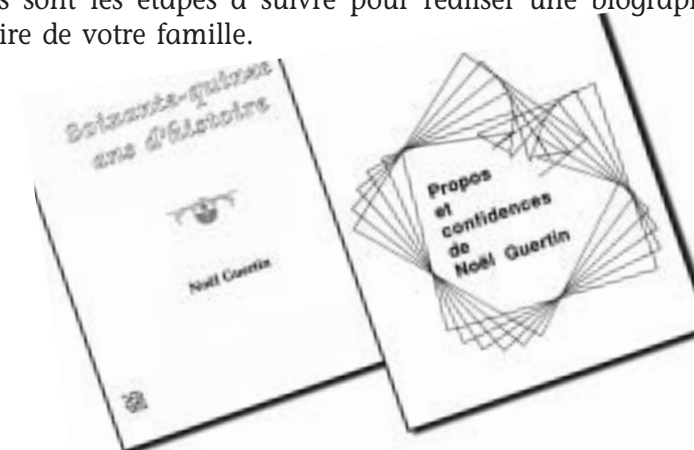 s sont les étapes à suivre pour réaliser une biograph
ire de votre famille.
Soixante-quinze
ans d'histoire
Noël Guertin
Propos
et
confidences
de
Noël Guertin